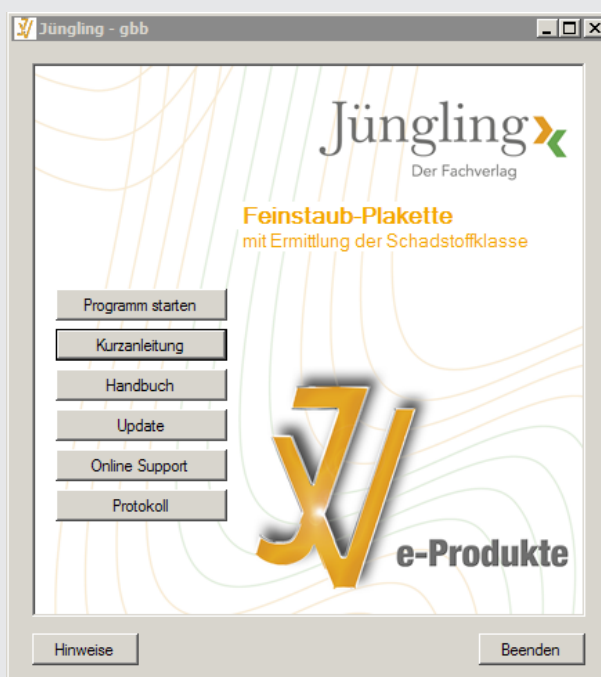 Jüngling - gbb
Jüngling
Der Fachverlag
Feinstaub-Plakette
mit Ermittlung der Schadstoffklasse
Programm starten
Kurzanleitung
Handbuch
Update
Online Support
Protokoll
JV
e-Produkte
Hinweise
Beenden